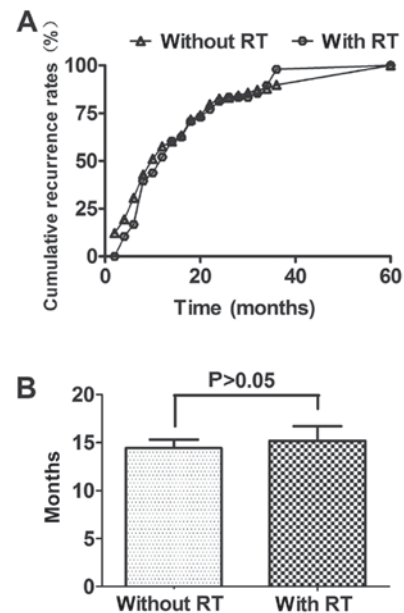 A
Without RT With RT
Cumulative recurrence rates (%)
100
75
50
25
0
0 20 40 60
Time (months)
B
P>0.05
Months
20
15
10
5
0
Without RT With RT